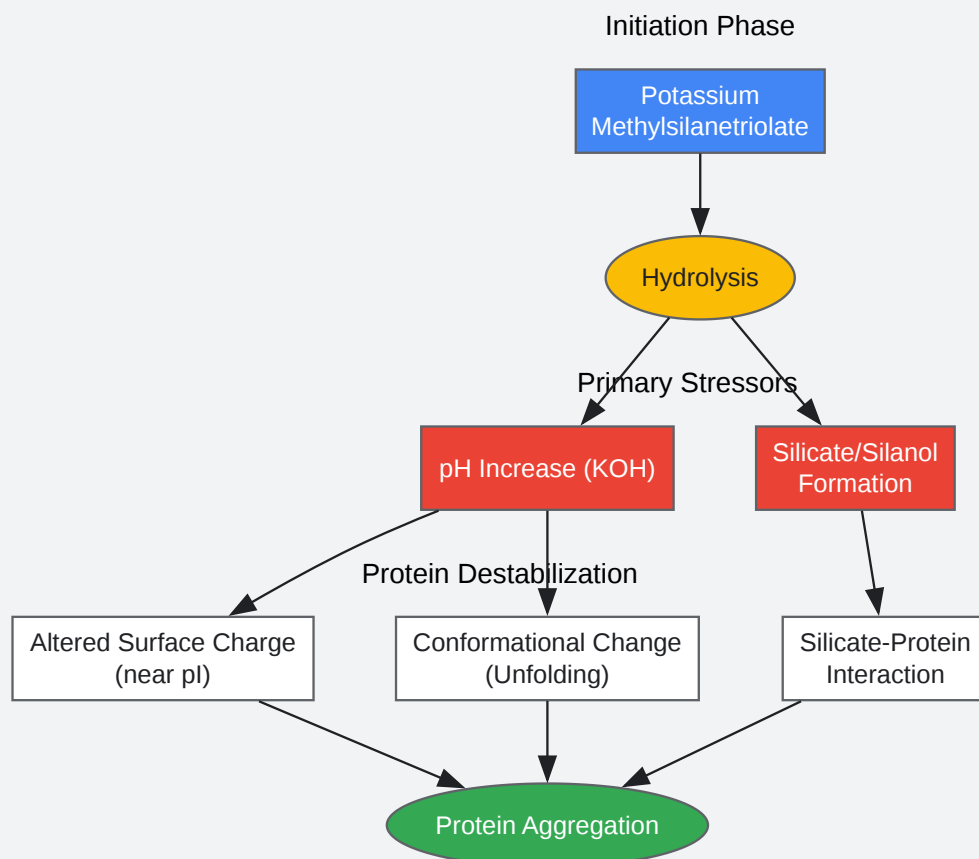 Initiation Phase
Potassium
Methylsilanetriolate
Hydrolysis
Primary Stressors
pH Increase (KOH)
Silicate/Silanol
Formation
Protein Destabilization
Altered Surface Charge
(near pI)
Conformational Change
(Unfolding)
Silicate-Protein
Interaction
Protein Aggregation